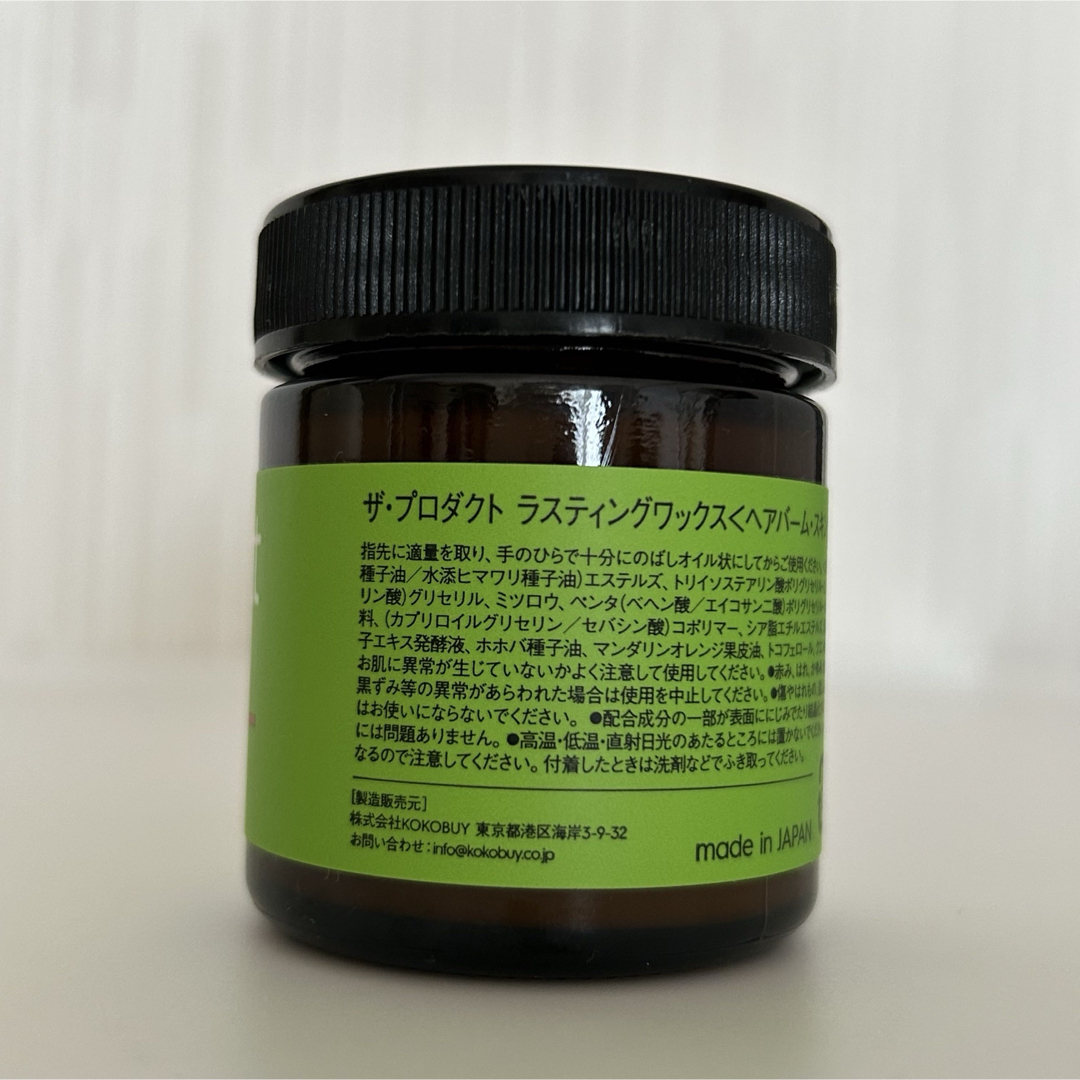 t
ザ・プロダクト ラスティングワックス<ヘアバーム・スキン
指先に適量を取り、手のひらで十分にのばしオイル状にしてからご使用ください。
種子油／水添ヒマワリ種子油)エステルズ、トリイソステアリン酸ポリグリセリル
リン酸)グリセリル、ミツロウ、ペンタ(ベヘン酸／エイコサン二酸)ポリグリセリル
料、(カプリロイルグリセリン／セバシン酸)コポリマー、シア脂エチルエステルズ
子エキス発酵液、ホホバ種子油、マンダリンオレンジ果皮油、トコフェロール、
お肌に異常が生じていないかよく注意して使用してください。●赤み、はれ、
黒ずみ等の異常があらわれた場合は使用を中止してください。●傷やはれもの、
はお使いにならないでください。 ●配合成分の一部が表面ににじみでたり
には問題ありません。●高温・低温・直射日光のあたるところには置かないで
なるので注意してください。付着したときは洗剤などでふき取ってください。
[製造販売元]
株式会社KOKOBUY 東京都港区海岸3-9-32
お問い合わせ：info@kokobuy.co.jp
made in JAPAN